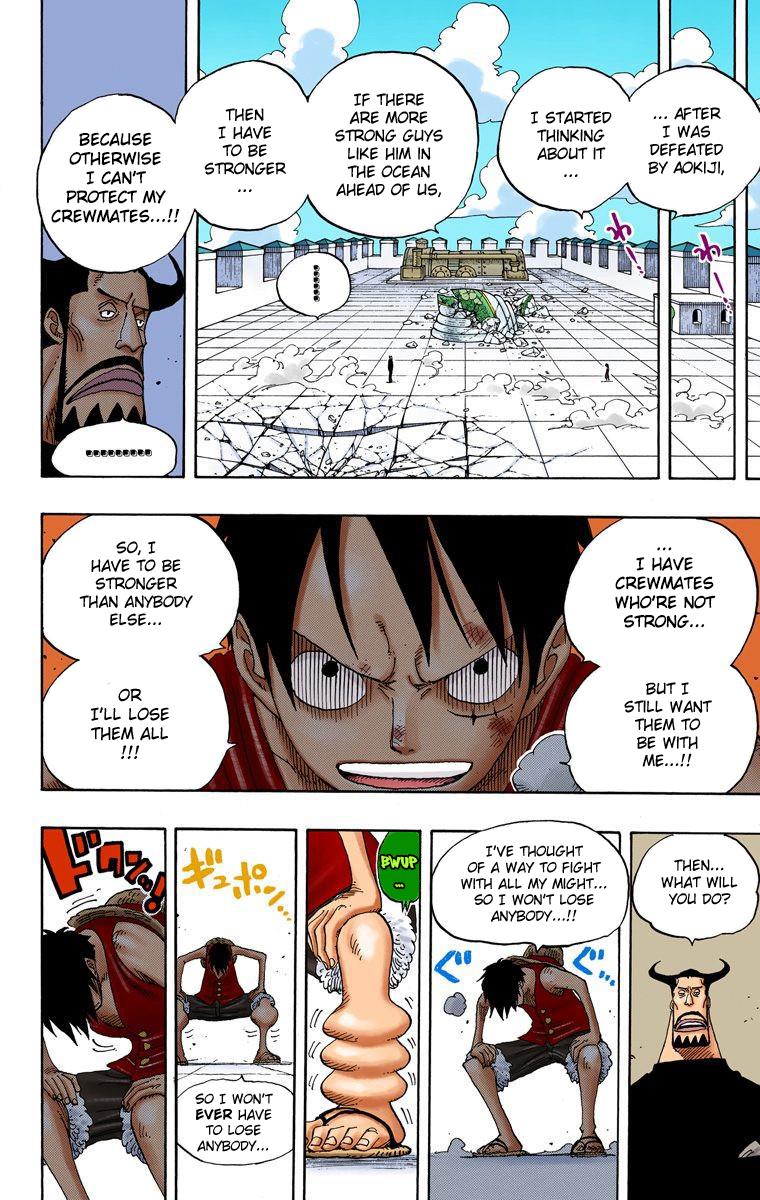 ... AFTER
I WAS
DEFEATED
BY AOKIJI,
I STARTED
THINKING
ABOUT IT
...
IF THERE
ARE MORE
STRONG GUYS
LIKE HIM IN
THE OCEAN
AHEAD OF US,
THEN
I HAVE
TO BE
STRONGER
...
BECAUSE
OTHERWISE
I CAN'T
PROTECT MY
CREWMATES...!!
わー
わー
......
.........
...
I HAVE
CREWMATES
WHO'RE NOT
STRONG...
BUT I
STILL WANT
THEM TO
BE WITH
ME...!!
SO, I
HAVE TO BE
STRONGER
THAN ANYBODY
ELSE...
OR
I'LL LOSE
THEM ALL
!!!
THEN...
WHAT WILL
YOU DO?
I'VE THOUGHT
OF A WAY TO FIGHT
WITH ALL MY MIGHT...
SO I WON'T LOSE
ANYBODY...!!
ぐぐ...
BWUP
...
ギュポン...
SO I WON'T
EVER HAVE
TO LOSE
ANYBODY...
ドクン...!